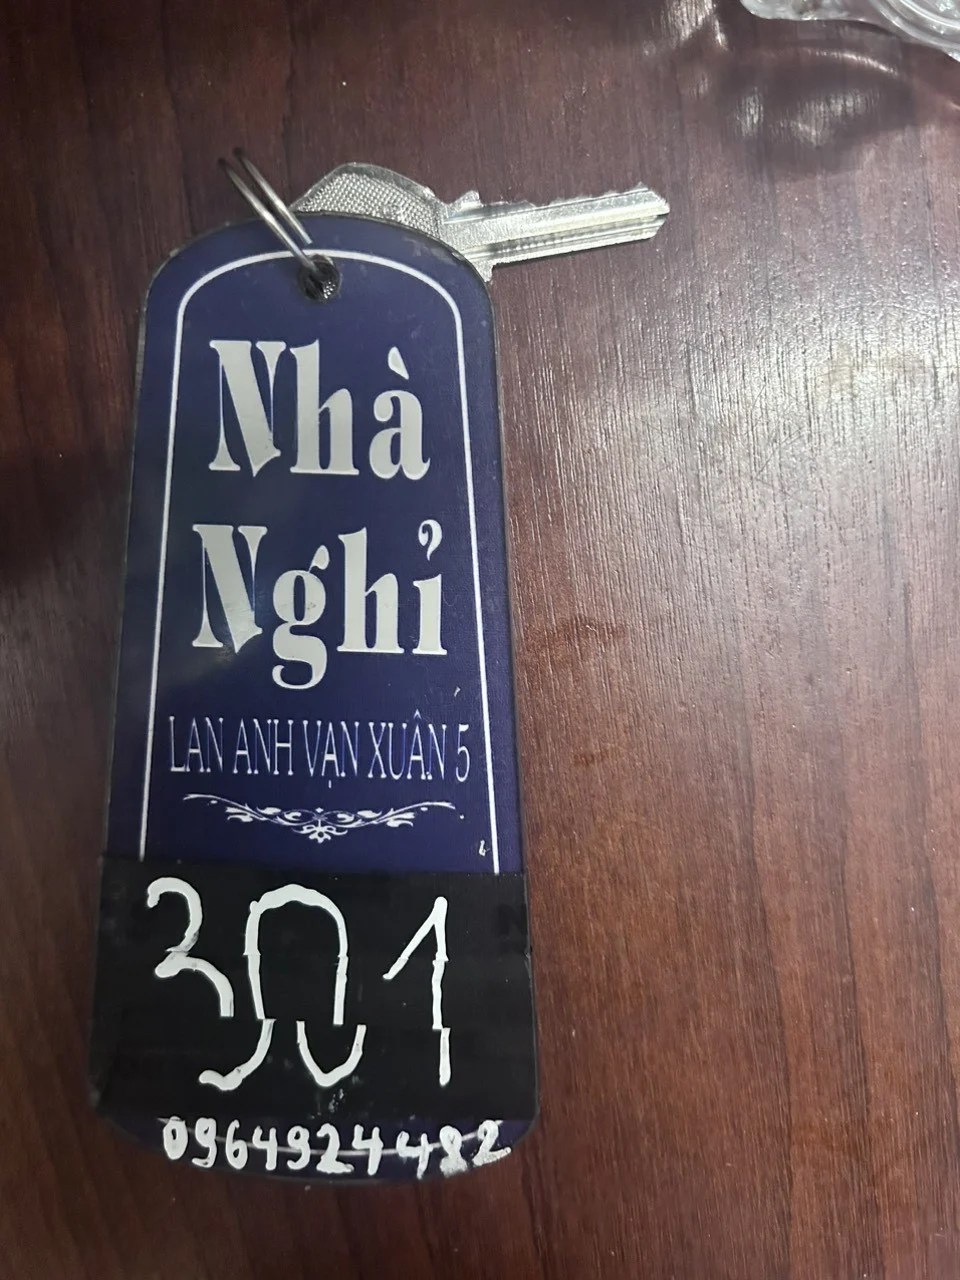 Nhà
Nghỉ
LAN ANH VẠN XUÂN 5
301
0964924482